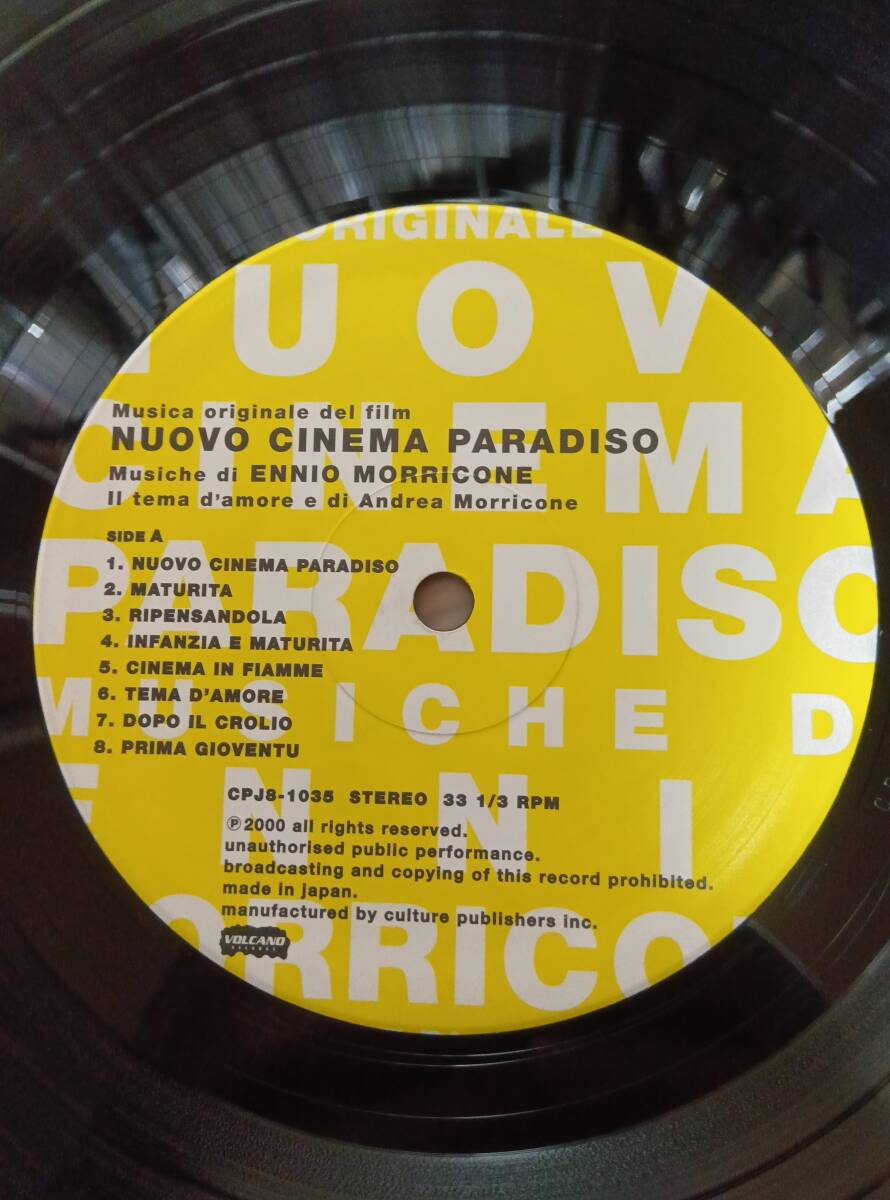 ORIGINALE
UOV
CINEMA
PARADISO
MUSICHE D
ENNI
ORRICO
Musica originale del film
NUOVO CINEMA PARADISO
Musiche di ENNIO MORRICONE
Il tema d'amore e di Andrea Morricone
SIDE A
1. NUOVO CINEMA PARADISO
2. MATURITA
3. RIPENSANDOLA
4. INFANZIA E MATURITA
5. CINEMA IN FIAMME
6. TEMA D'AMORE
7. DOPO IL CROLIO
8. PRIMA GIOVENTU
CPJ8-1035 STEREO 33 1/3 RPM
℗2000 all rights reserved.
unauthorised public performance.
broadcasting and copying of this record prohibited.
made in japan.
manufactured by culture publishers inc.
VOLCANO
RECORDS